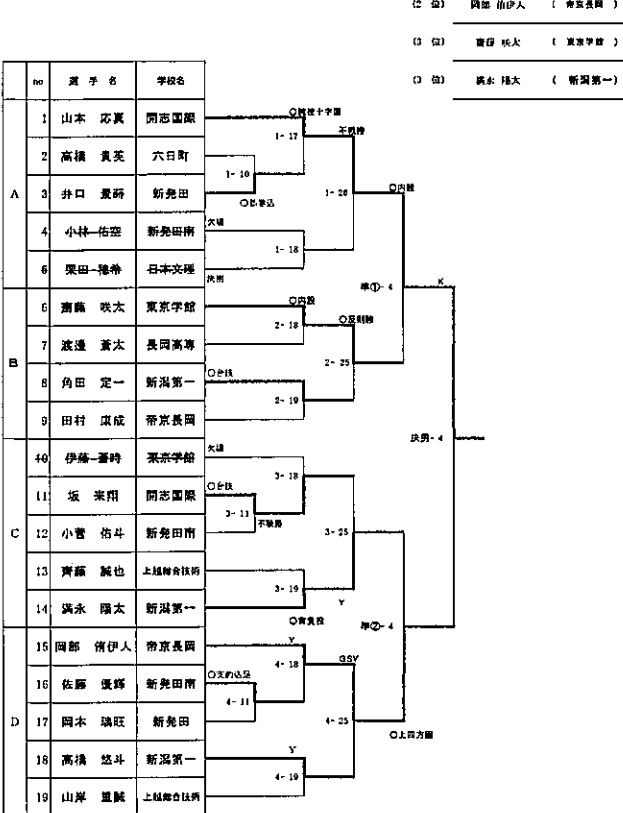 (2 位) 岡部 侑伊人 ( 帝京長岡 )
(3 位) 齋藤 咲太 ( 東京学館 )
(3 位) 満永 陽太 ( 新潟第一 )
no 選 手 名 学校名
A
1 山本 応真 開志国際
2 高橋 貴英 六日町
3 井口 景蒔 新発田
4 小林 佑空 新発田南
5 栗田 穂希 日本文理
B
6 齋藤 咲太 東京学館
7 渡邉 蒼太 長岡高専
8 角田 定一 新潟第一
9 田村 康成 帝京長岡
C
10 伊藤 蒼時 東京学館
11 坂 来翔 開志国際
12 小菅 佑斗 新発田南
13 齊藤 誠也 上越総合技術
14 満永 陽太 新潟第一
D
15 岡部 侑伊人 帝京長岡
16 佐藤 優輝 新発田南
17 岡本 璃旺 新発田
18 高橋 悠斗 新潟第一
19 山岸 重誠 上越総合技術
1- 17
不戦勝
1- 10
1- 26
○内股
欠場
1- 18
準①- 4
K
○内股
2- 18
○反則勝
2- 25
○合技
2- 19
決男- 4
欠場
3- 18
○合技
3- 11
不戦勝
3- 25
3- 19
Y
○背負投
準②- 4
Y
4- 18
GSY
○支釣込足
4- 11
4- 25
○上四方固
Y
4- 19